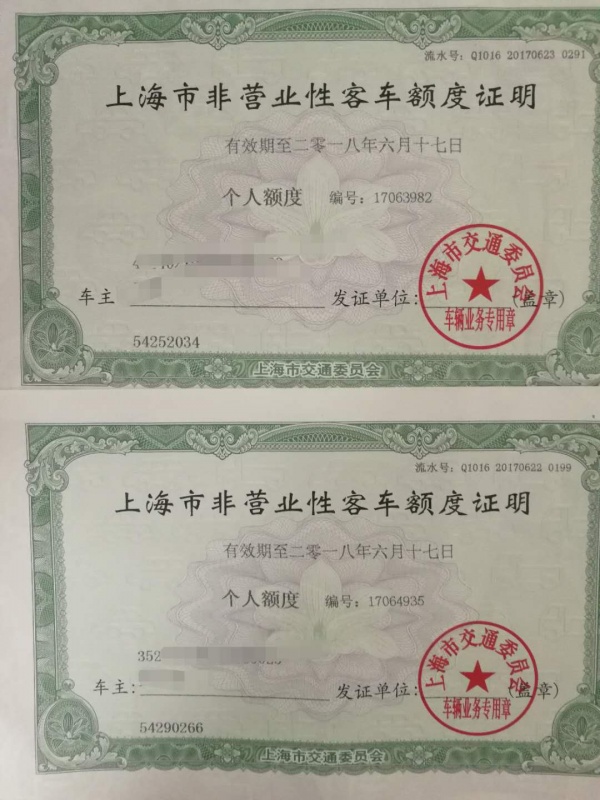 流水号：Q1016 20170623 0291
上海市非营业性客车额度证明
有效期至二零一八年六月十七日
个人额度 编号：17063982
车主 发证单位：（盖章）
上海市交通委员会
车辆业务专用章
54252034
上海市交通委员会
流水号：Q1016 20170622 0199
上海市非营业性客车额度证明
有效期至二零一八年六月十七日
个人额度 编号：17064935
352
车主： 发证单位：（盖章）
上海市交通委员会
车辆业务专用章
54290266
上海市交通委员会